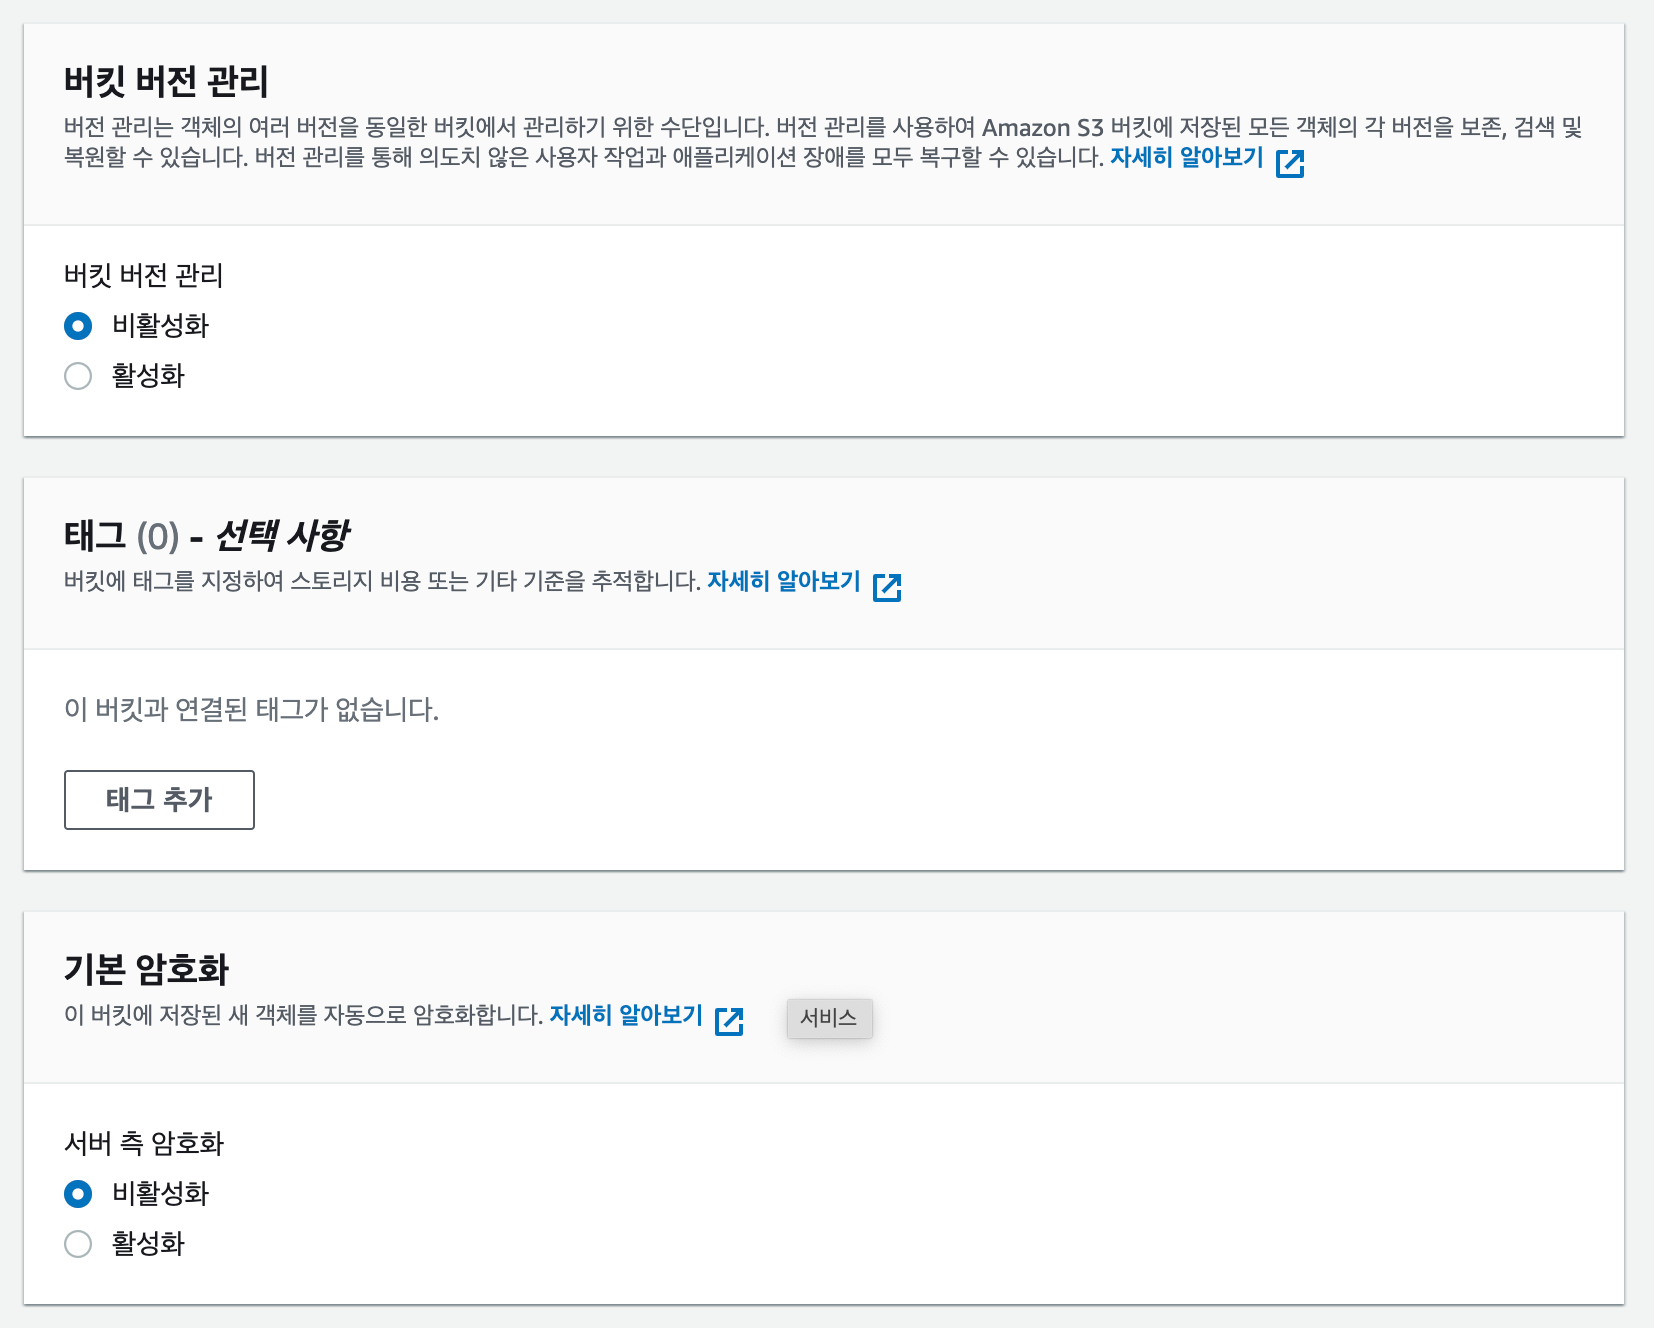 버킷 버전 관리
버전 관리는 객체의 여러 버전을 동일한 버킷에서 관리하기 위한 수단입니다. 버전 관리를 사용하여 Amazon S3 버킷에 저장된 모든 객체의 각 버전을 보존, 검색 및
복원할 수 있습니다. 버전 관리를 통해 의도치 않은 사용자 작업과 애플리케이션 장애를 모두 복구할 수 있습니다. 자세히 알아보기
버킷 버전 관리
비활성화
활성화
태그 (0) - 선택 사항
버킷에 태그를 지정하여 스토리지 비용 또는 기타 기준을 추적합니다. 자세히 알아보기
이 버킷과 연결된 태그가 없습니다.
태그 추가
기본 암호화
이 버킷에 저장된 새 객체를 자동으로 암호화합니다. 자세히 알아보기 서비스
서버 측 암호화
비활성화
활성화